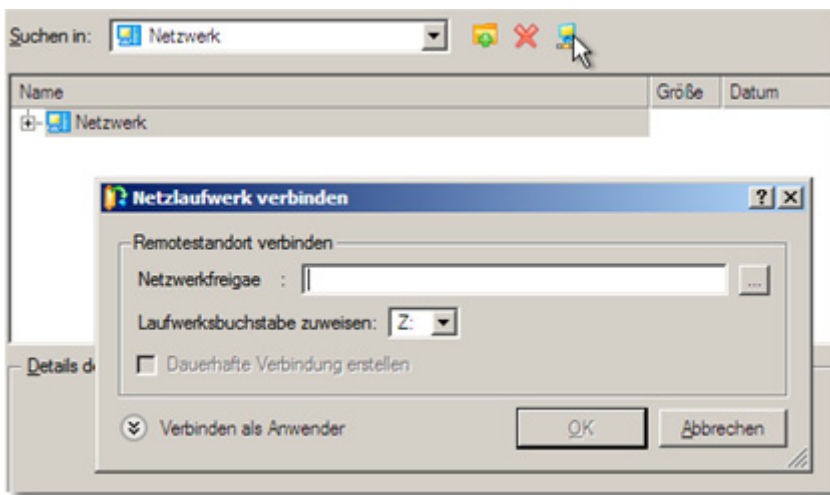 Suchen in: Netzwerk
Name Größe Datum
Netzwerk
Netzlaufwerk verbinden
Remotestandort verbinden
Netzwerkfreigae :
...
Laufwerksbuchstabe zuweisen: Z:
Dauerhafte Verbindung erstellen
Details d
Verbinden als Anwender
OK
Abbrechen